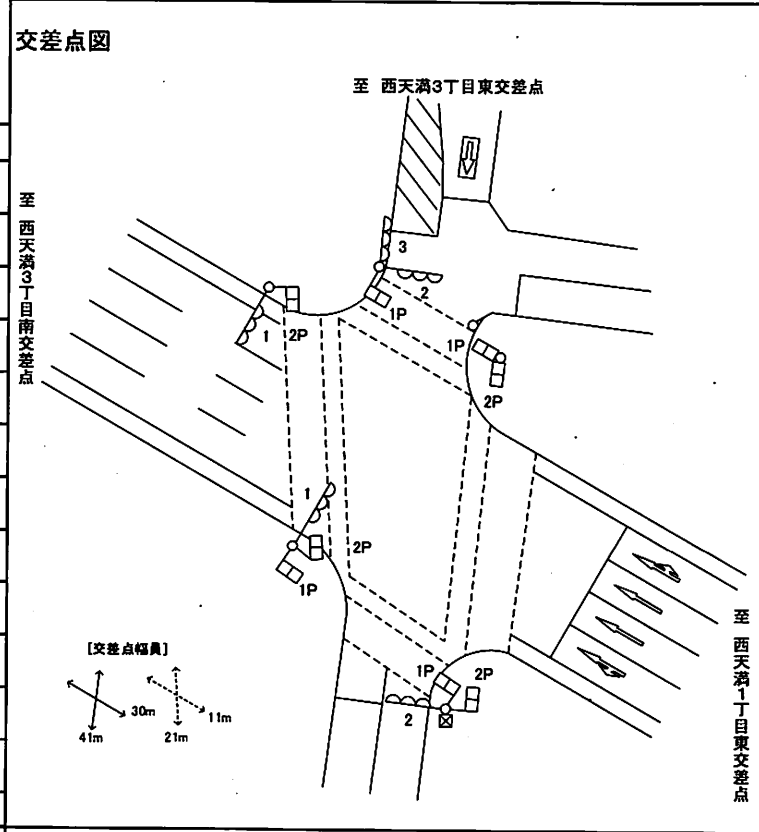 交差点図
至 西天満3丁目東交差点
至 西天満3丁目南交差点
3
2
1P
1
2P
1P
2P
1
2P
1P
1P
2P
2
[交差点幅員]
30m
41m
11m
21m
至 西天満1丁目東交差点